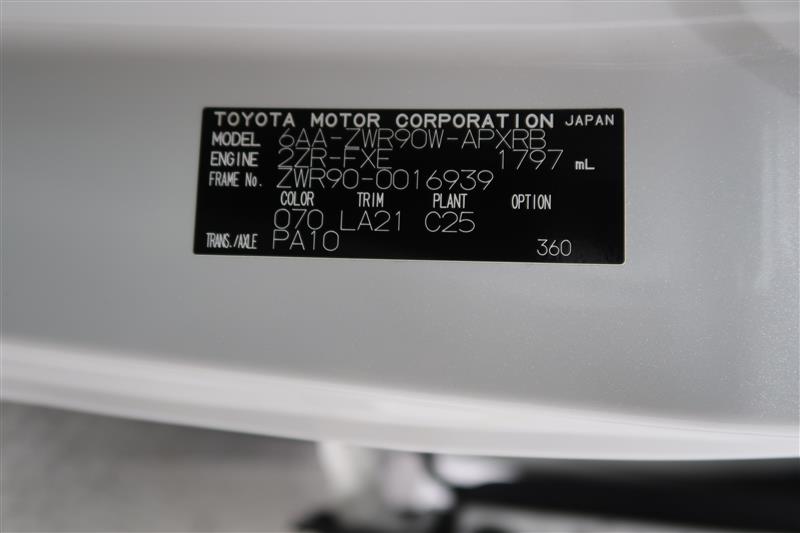 TOYOTA MOTOR CORPORATION JAPAN
MODEL 6AA-ZWR90W-APXRB
ENGINE 2ZR-FXE 1797 mL
FRAME No. ZWR90-0016939
COLOR TRIM PLANT OPTION
070 LA21 C25
TRANS./AXLE PA10 360